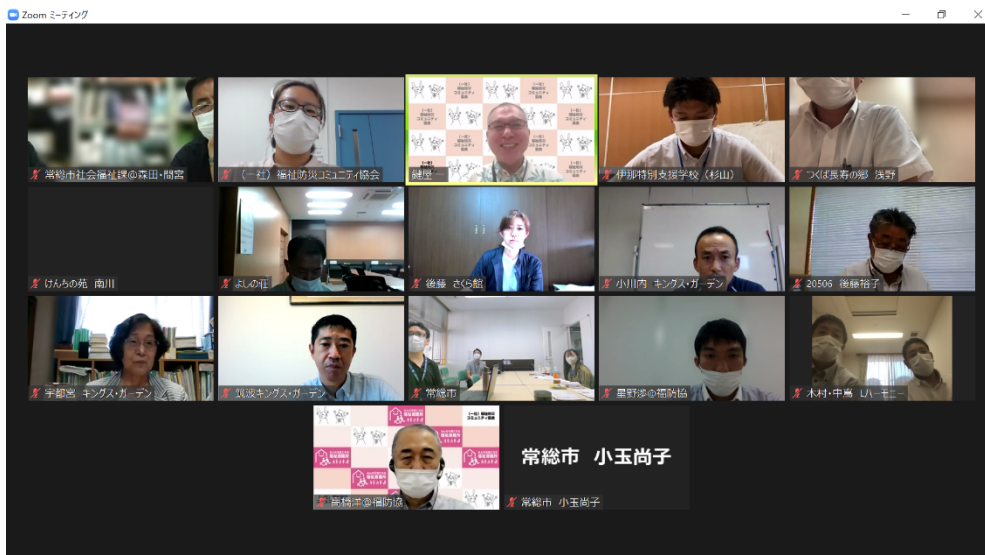 Zoom ミーティング
常総市社会福祉課@森田・間宮
(一社)福祉防災コミュニティ協会
鍵屋 一
伊那特別支援学校(杉山)
つくば長寿の郷 浅野
けんちの苑 南川
よしの荘
後藤 さくら館
小川内 キングス・ガーデン
20506 後藤裕子
宇都宮 キングス・ガーデン
筑波キングス・ガーデン
常総市
星野渉@福防協
木村・中嶌 Lハーモニー
高橋洋@福防協
常総市 小玉尚子
常総市 小玉尚子